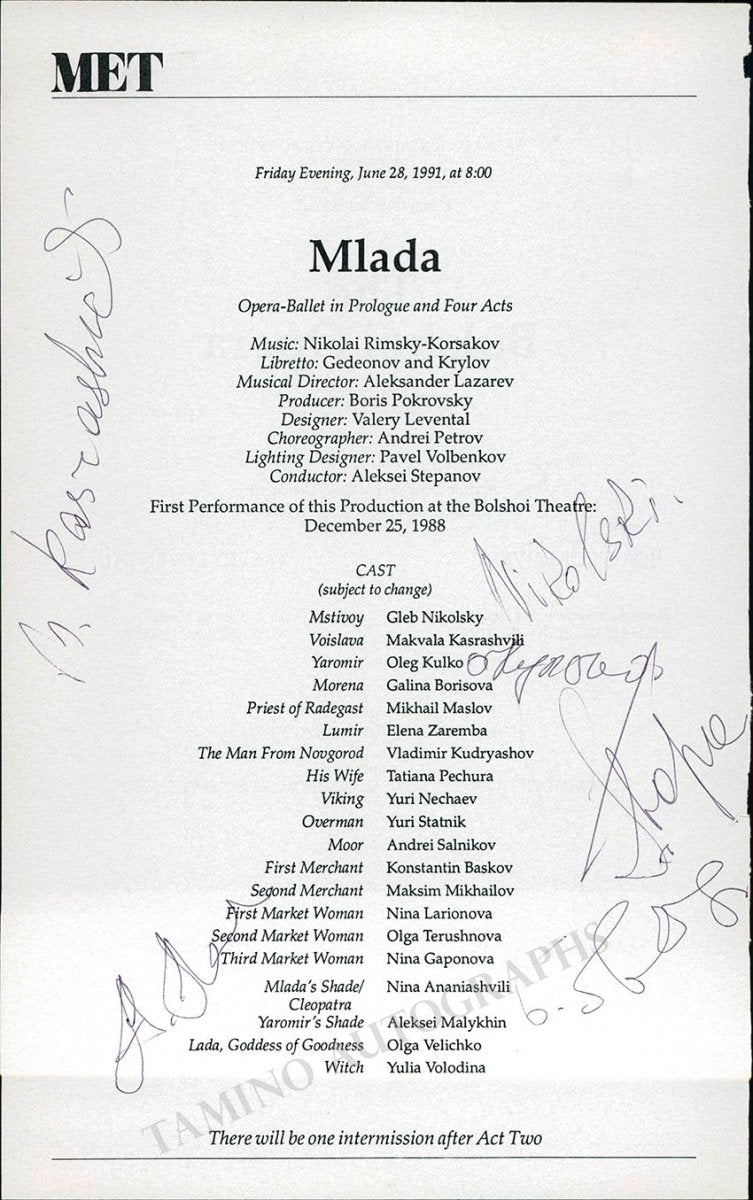 MET
Friday Evening, June 28, 1991, at 8:00
Mlada
Opera-Ballet in Prologue and Four Acts
Music: Nikolai Rimsky-Korsakov
Libretto: Gedeonov and Krylov
Musical Director: Aleksander Lazarev
Producer: Boris Pokrovsky
Designer: Valery Levental
Choreographer: Andrei Petrov
Lighting Designer: Pavel Volbenkov
Conductor: Aleksei Stepanov
First Performance of this Production at the Bolshoi Theatre:
December 25, 1988
CAST
(subject to change)
Mstivoy Gleb Nikolsky
Voislava Makvala Kasrashvili
Yaromir Oleg Kulko
Morena Galina Borisova
Priest of Radegast Mikhail Maslov
Lumir Elena Zaremba
The Man From Novgorod Vladimir Kudryashov
His Wife Tatiana Pechura
Viking Yuri Nechaev
Overman Yuri Statnik
Moor Andrei Salnikov
First Merchant Konstantin Baskov
Second Merchant Maksim Mikhailov
First Market Woman Nina Larionova
Second Market Woman Olga Terushnova
Third Market Woman Nina Gaponova
Mlada's Shade/ Nina Ananiashvili
Cleopatra
Yaromir's Shade Aleksei Malykhin
Lada, Goddess of Goodness Olga Velichko
Witch Yulia Volodina
There will be one intermission after Act Two
Nikolski
TAMINO AUTOGRAPHS